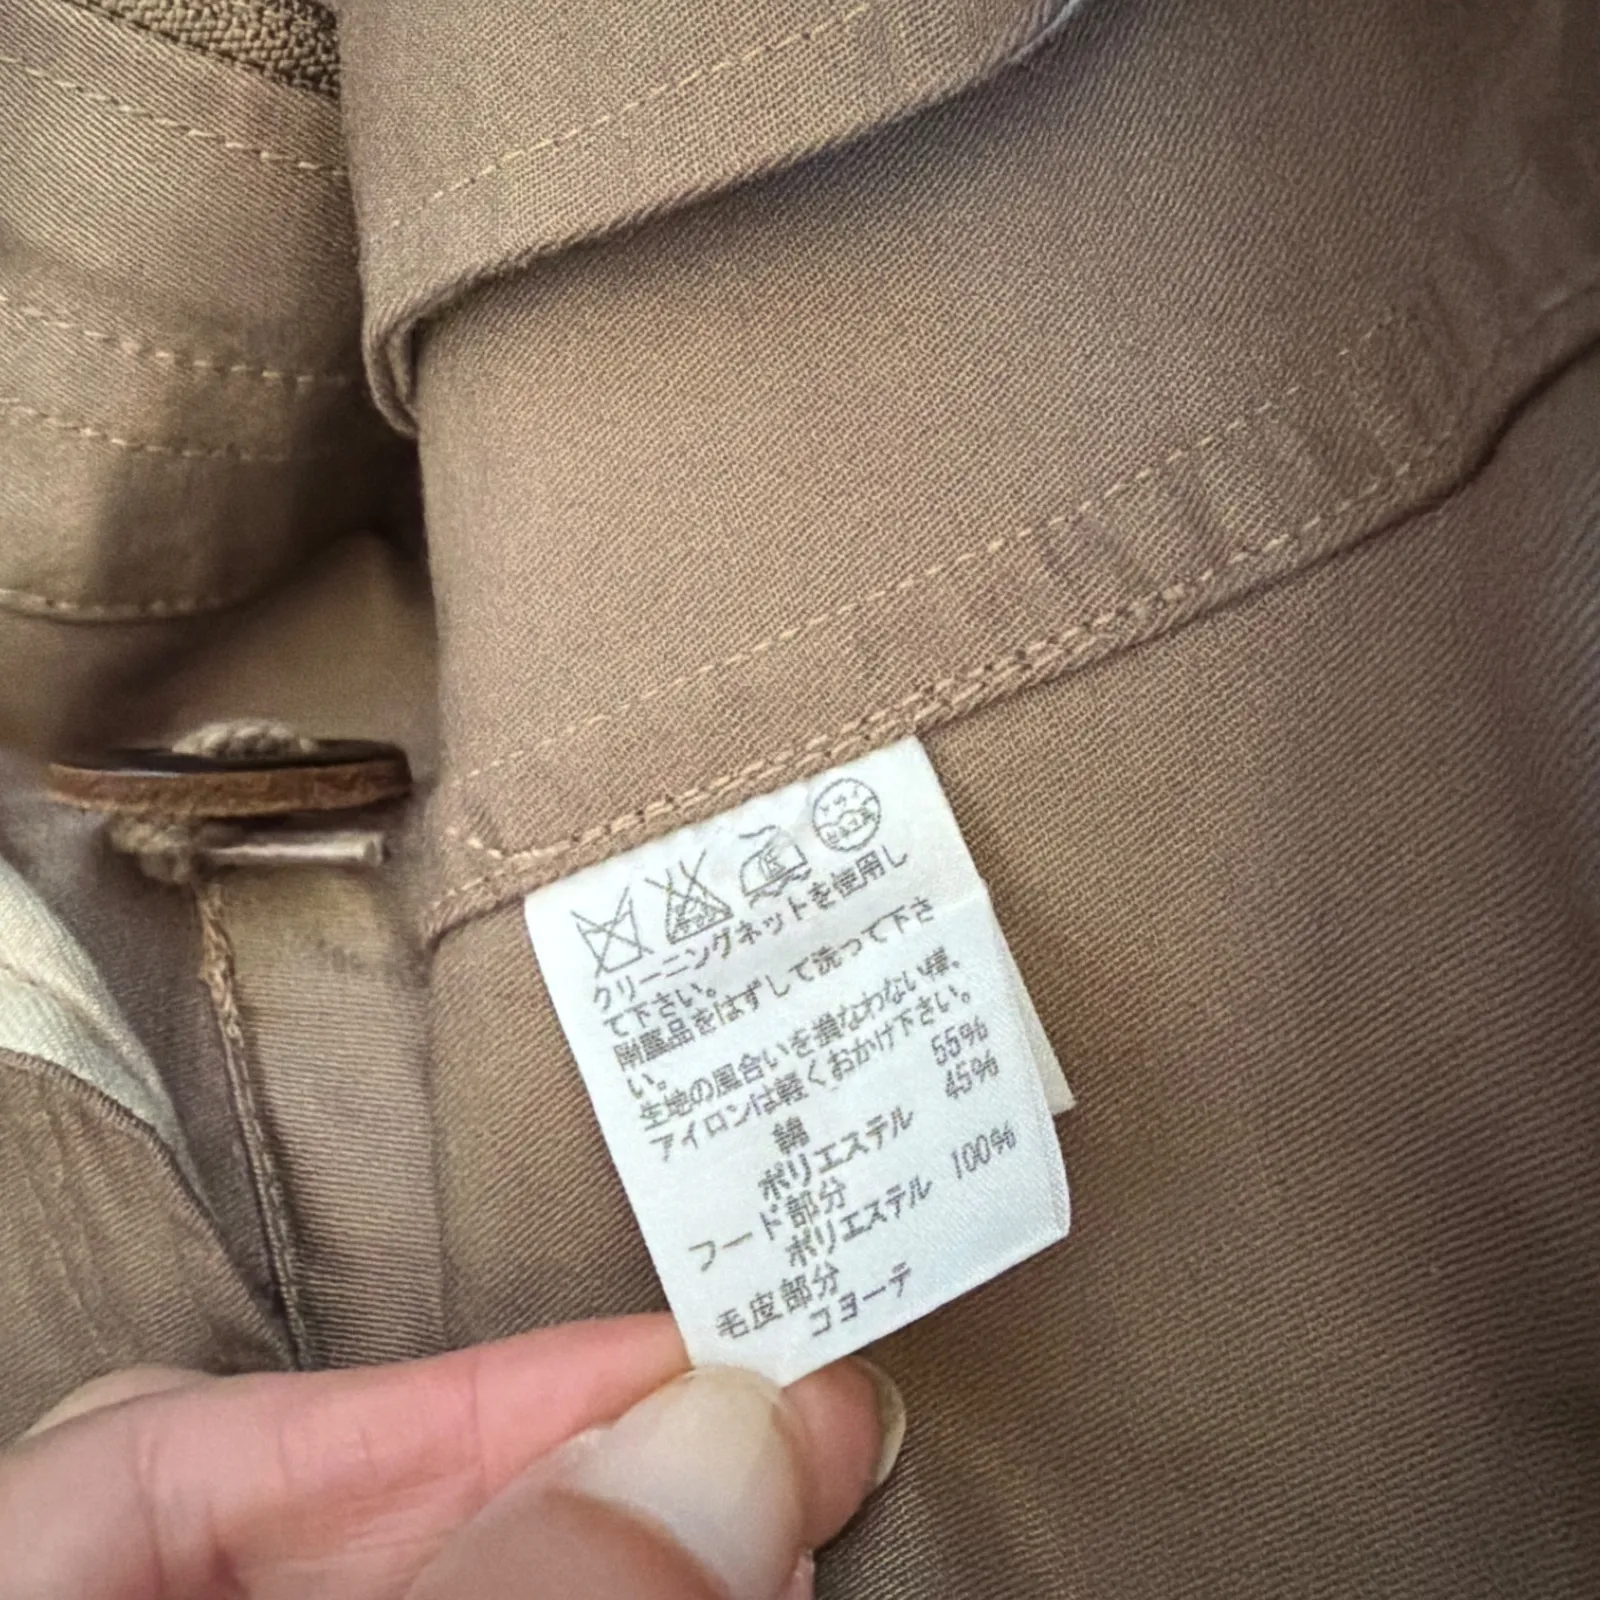 クリーニングネットを使用し
て下さい。
附属品をはずして洗って下さ
い。
生地の風合いを損なわない様、
アイロンは軽くおかけ下さい。
綿 55%
ポリエステル 45%
フード部分
ポリエステル 100%
毛皮部分
コヨーテ